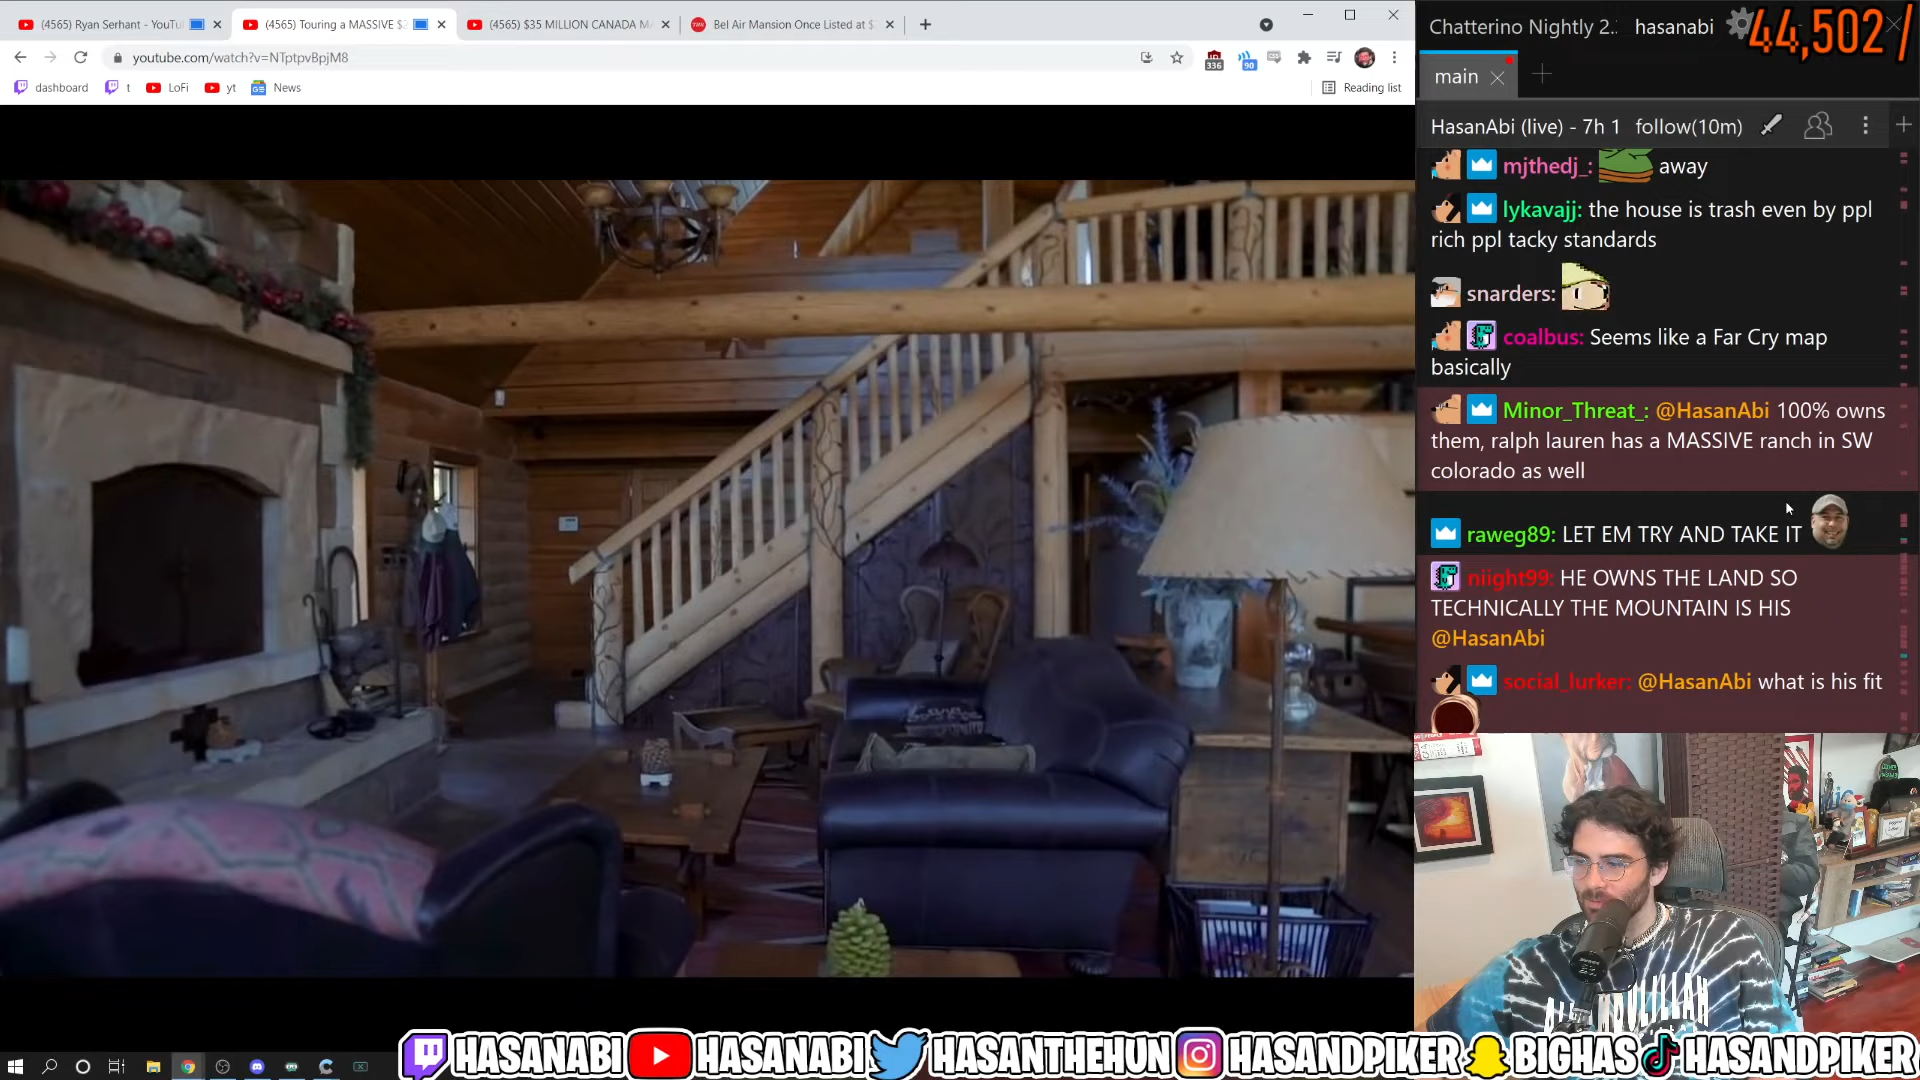 (4565) Ryan Serhant - YouTu
(4565) Touring a MASSIVE $
(4565) $35 MILLION CANADA M
Bel Air Mansion Once Listed at $
youtube.com/watch?v=NTptpvBpjM8
336
90
dashboard
t
LoFi
yt
News
Reading list
Chatterino Nightly 2..
hasanabi
44,502 /
main
HasanAbi (live) - 7h 1
follow(10m)
mjthedj_: away
lykavajj: the house is trash even by ppl
rich ppl tacky standards
snarders:
coalbus: Seems like a Far Cry map
basically
Minor_Threat_: @HasanAbi 100% owns
them, ralph lauren has a MASSIVE ranch in SW
colorado as well
raweg89: LET EM TRY AND TAKE IT
niight99: HE OWNS THE LAND SO
TECHNICALLY THE MOUNTAIN IS HIS
@HasanAbi
social_lurker: @HasanAbi what is his fit
HASANABI
HASANABI
HASANTHEHUN
HASANDPIKER
BIGHAS
HASANDPIKER